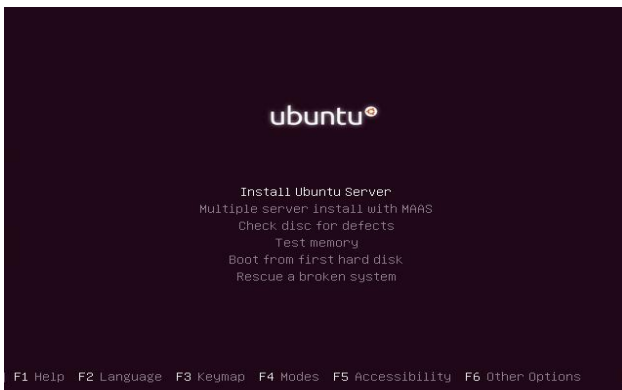 ubuntu
Install Ubuntu Server
Multiple server install with MAAS
Check disc for defects
Test memory
Boot from first hard disk
Rescue a broken system
F1 Help F2 Language F3 Keymap F4 Modes F5 Accessibility F6 Other Options